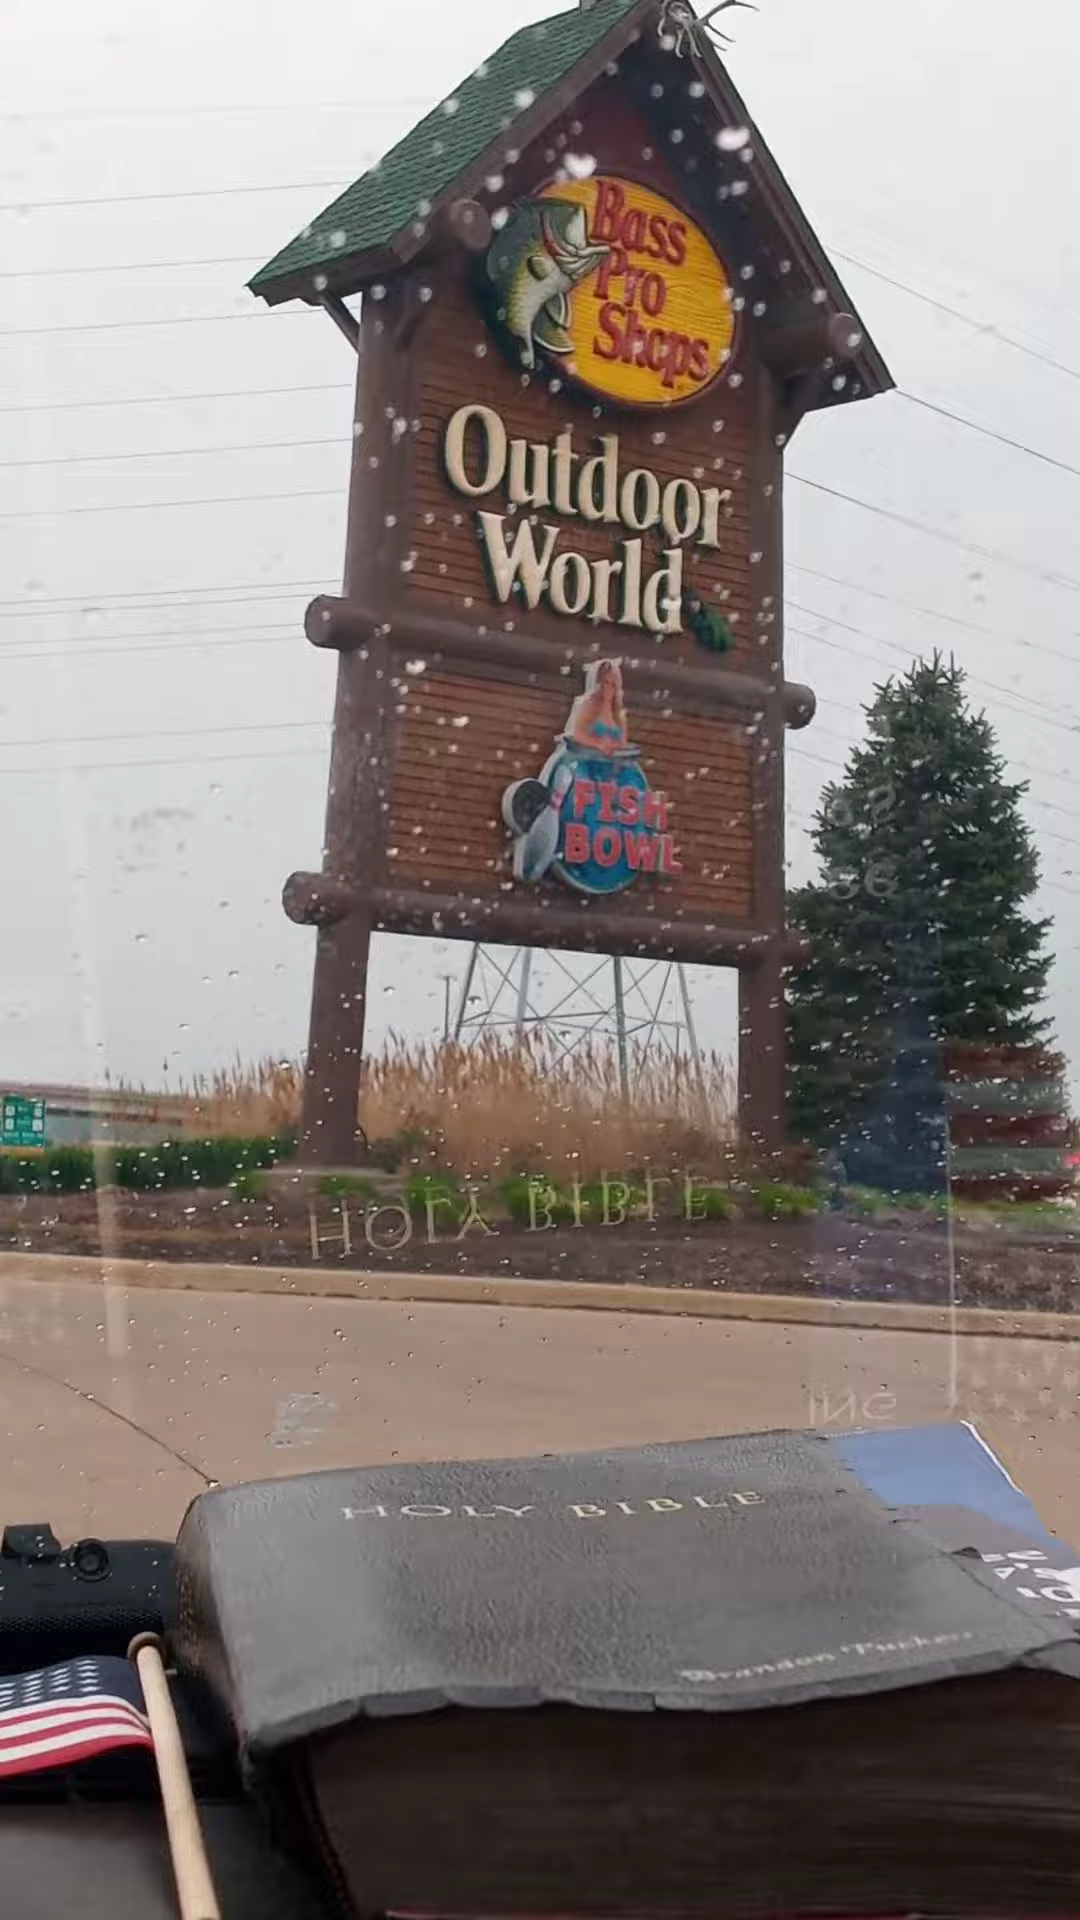 Bass
Pro
Shops
Outdoor
World
FISH
BOWL
HOLY BIBLE
HOLY BIBLE
Brandon Tucker